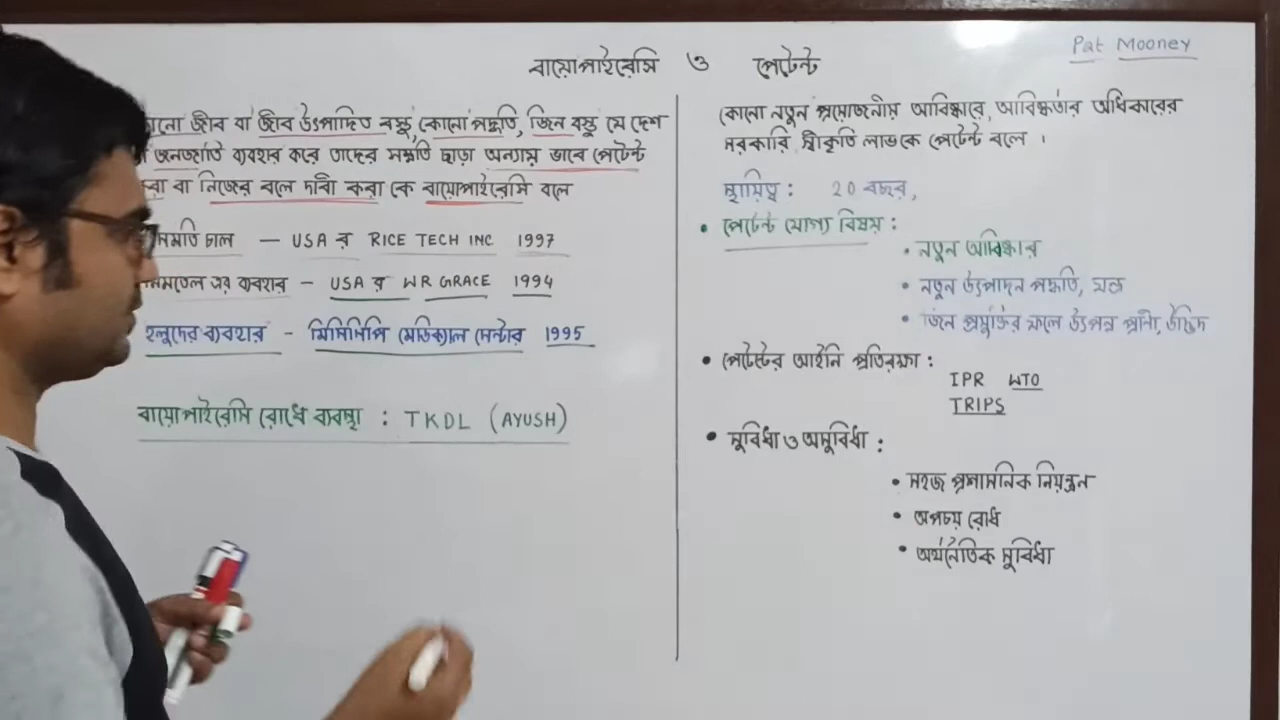 বায়োপাইরেসি ও পেটেন্ট
Pat Mooney
কোনো জীব বা জীব উৎপাদিত বস্তু, কোনো পদ্ধতি, জিন বস্তু যে দেশ
জনজাতি ব্যবহার করে তাদের সম্মতি ছাড়া অন্যায় ভাবে পেটেন্ট
করা বা নিজের বলে দাবী করা কে বায়োপাইরেসি বলে
বাসমতি চাল — USA র RICE TECH INC 1997
নিমতেল এর ব্যবহার – USA র WR GRACE 1994
হলুদের ব্যবহার - মিসিসিপি মেডিক্যাল সেন্টার 1995
বায়োপাইরেসি রোধে ব্যবস্থা : TKDL (AYUSH)
কোনো নতুন প্রয়োজনীয় আবিষ্কারে, আবিষ্কর্তার অধিকারের
সরকারি স্বীকৃতি লাভকে পেটেন্ট বলে ।
স্থায়িত্ব : 20 বছর,
• পেটেন্ট যোগ্য বিষয় :
• নতুন আবিষ্কার
• নতুন উৎপাদন পদ্ধতি, যন্ত্র
• জিন প্রযুক্তির ফলে উৎপন্ন প্রাণী, উদ্ভিদ
• পেটেন্টের আইনি প্রতিরক্ষা :
IPR WTO
TRIPS
• সুবিধা ও অসুবিধা :
• সহজ প্রশাসনিক নিয়ন্ত্রন
• অপচয় রোধ
• অর্থনৈতিক সুবিধা